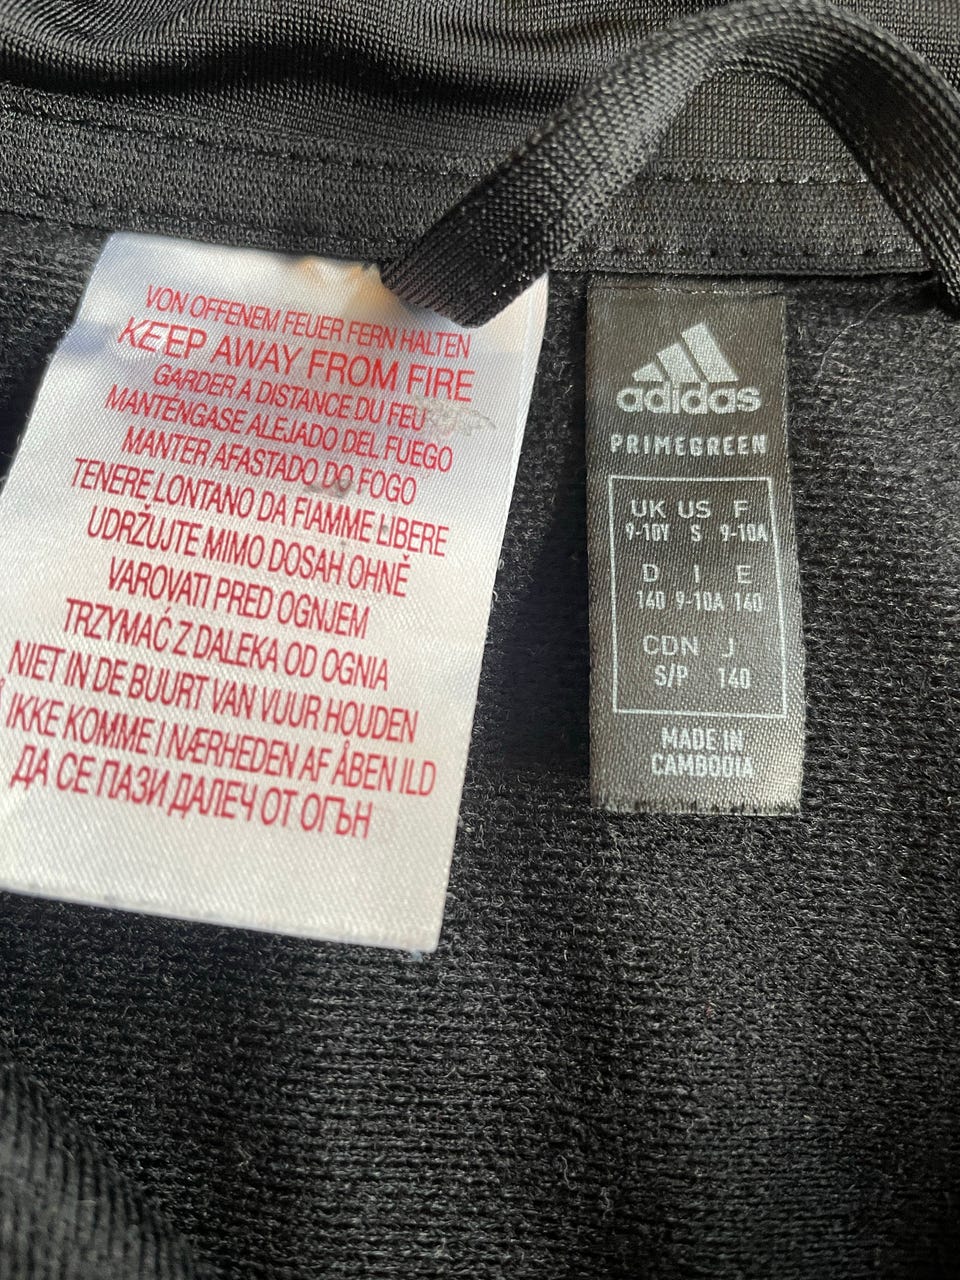 VON OFFENEM FEUER FERN HALTEN
KEEP AWAY FROM FIRE
GARDER A DISTANCE DU FEU
MANTÉNGASE ALEJADO DEL FUEGO
MANTER AFASTADO DO FOGO
TENERE LONTANO DA FIAMME LIBERE
UDRŽUJTE MIMO DOSAH OHNĚ
VAROVATI PRED OGNJEM
TRZYMAĆ Z DALEKA OD OGNIA
NIET IN DE BUURT VAN VUUR HOUDEN
IKKE KOMME I NÆRHEDEN AF ÅBEN ILD
ДА СЕ ПАЗИ ДАЛЕЧ ОТ ОГЪН
adidas
PRIMEGREEN
UK US F
9-10Y S 9-10A
D I E
140 9-10A 140
CDN J
S/P 140
MADE IN
CAMBODIA